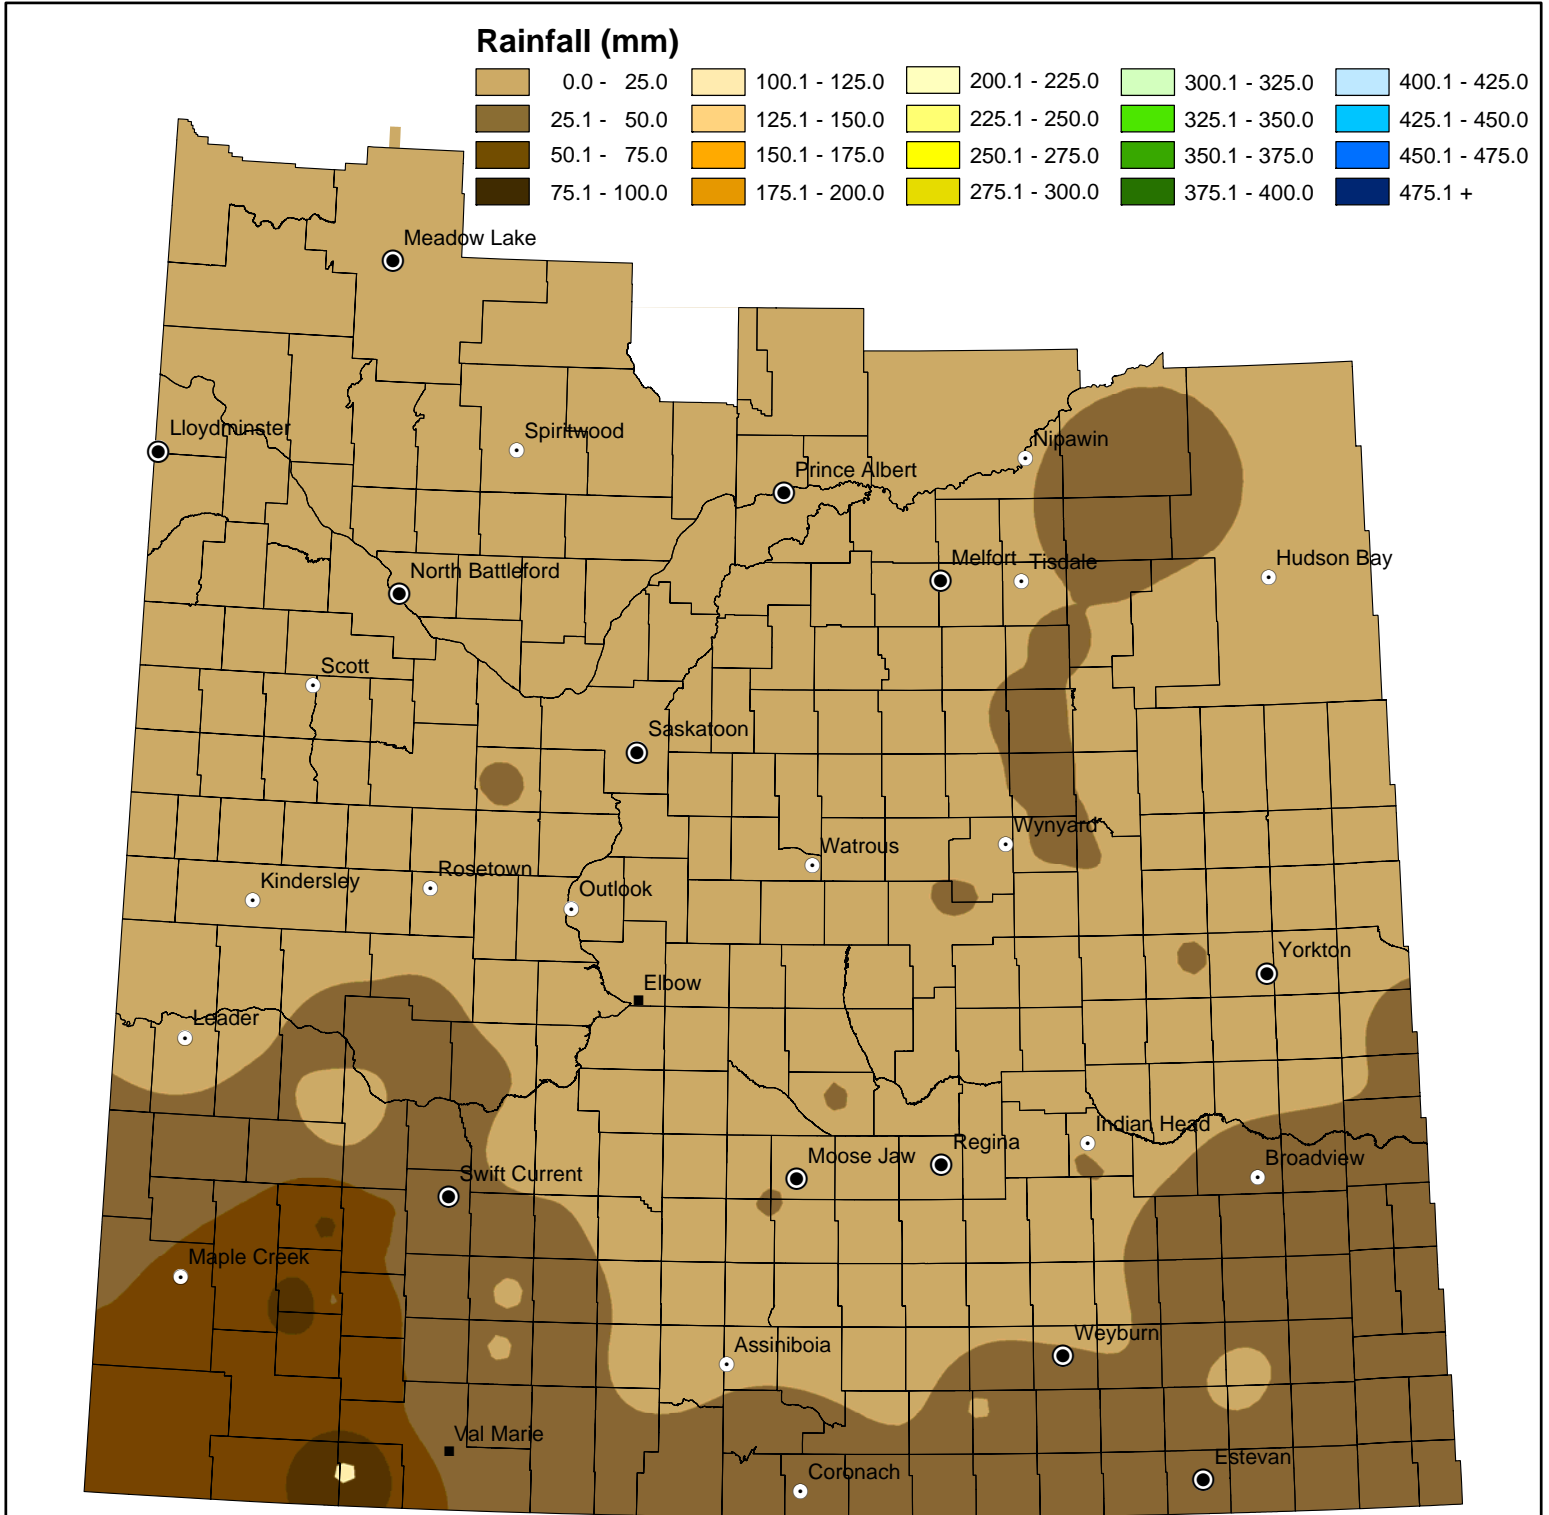 Rainfall (mm)
0.0 - 25.0 100.1 - 125.0 200.1 - 225.0 300.1 - 325.0 400.1 - 425.0
25.1 - 50.0 125.1 - 150.0 225.1 - 250.0 325.1 - 350.0 425.1 - 450.0
50.1 - 75.0 150.1 - 175.0 250.1 - 275.0 350.1 - 375.0 450.1 - 475.0
75.1 - 100.0 175.1 - 200.0 275.1 - 300.0 375.1 - 400.0 475.1 +
Meadow Lake
Lloydminster
Spiritwood
Nipawin
Prince Albert
North Battleford
Melfort
Tisdale
Hudson Bay
Scott
Saskatoon
Wynyard
Watrous
Rosetown
Kindersley
Outlook
Yorkton
Elbow
Leader
Indian Head
Regina
Moose Jaw
Broadview
Swift Current
Maple Creek
Weyburn
Assiniboia
Val Marie
Estevan
Coronach